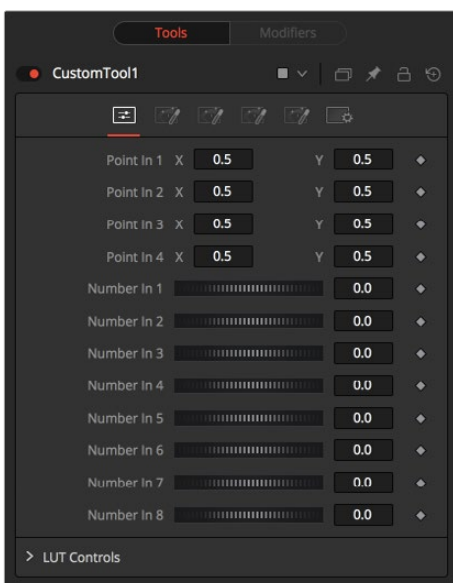 Tools Modifiers
CustomTool1
Point In 1 X 0.5 Y 0.5
Point In 2 X 0.5 Y 0.5
Point In 3 X 0.5 Y 0.5
Point In 4 X 0.5 Y 0.5
Number In 1 0.0
Number In 2 0.0
Number In 3 0.0
Number In 4 0.0
Number In 5 0.0
Number In 6 0.0
Number In 7 0.0
Number In 8 0.0
> LUT Controls